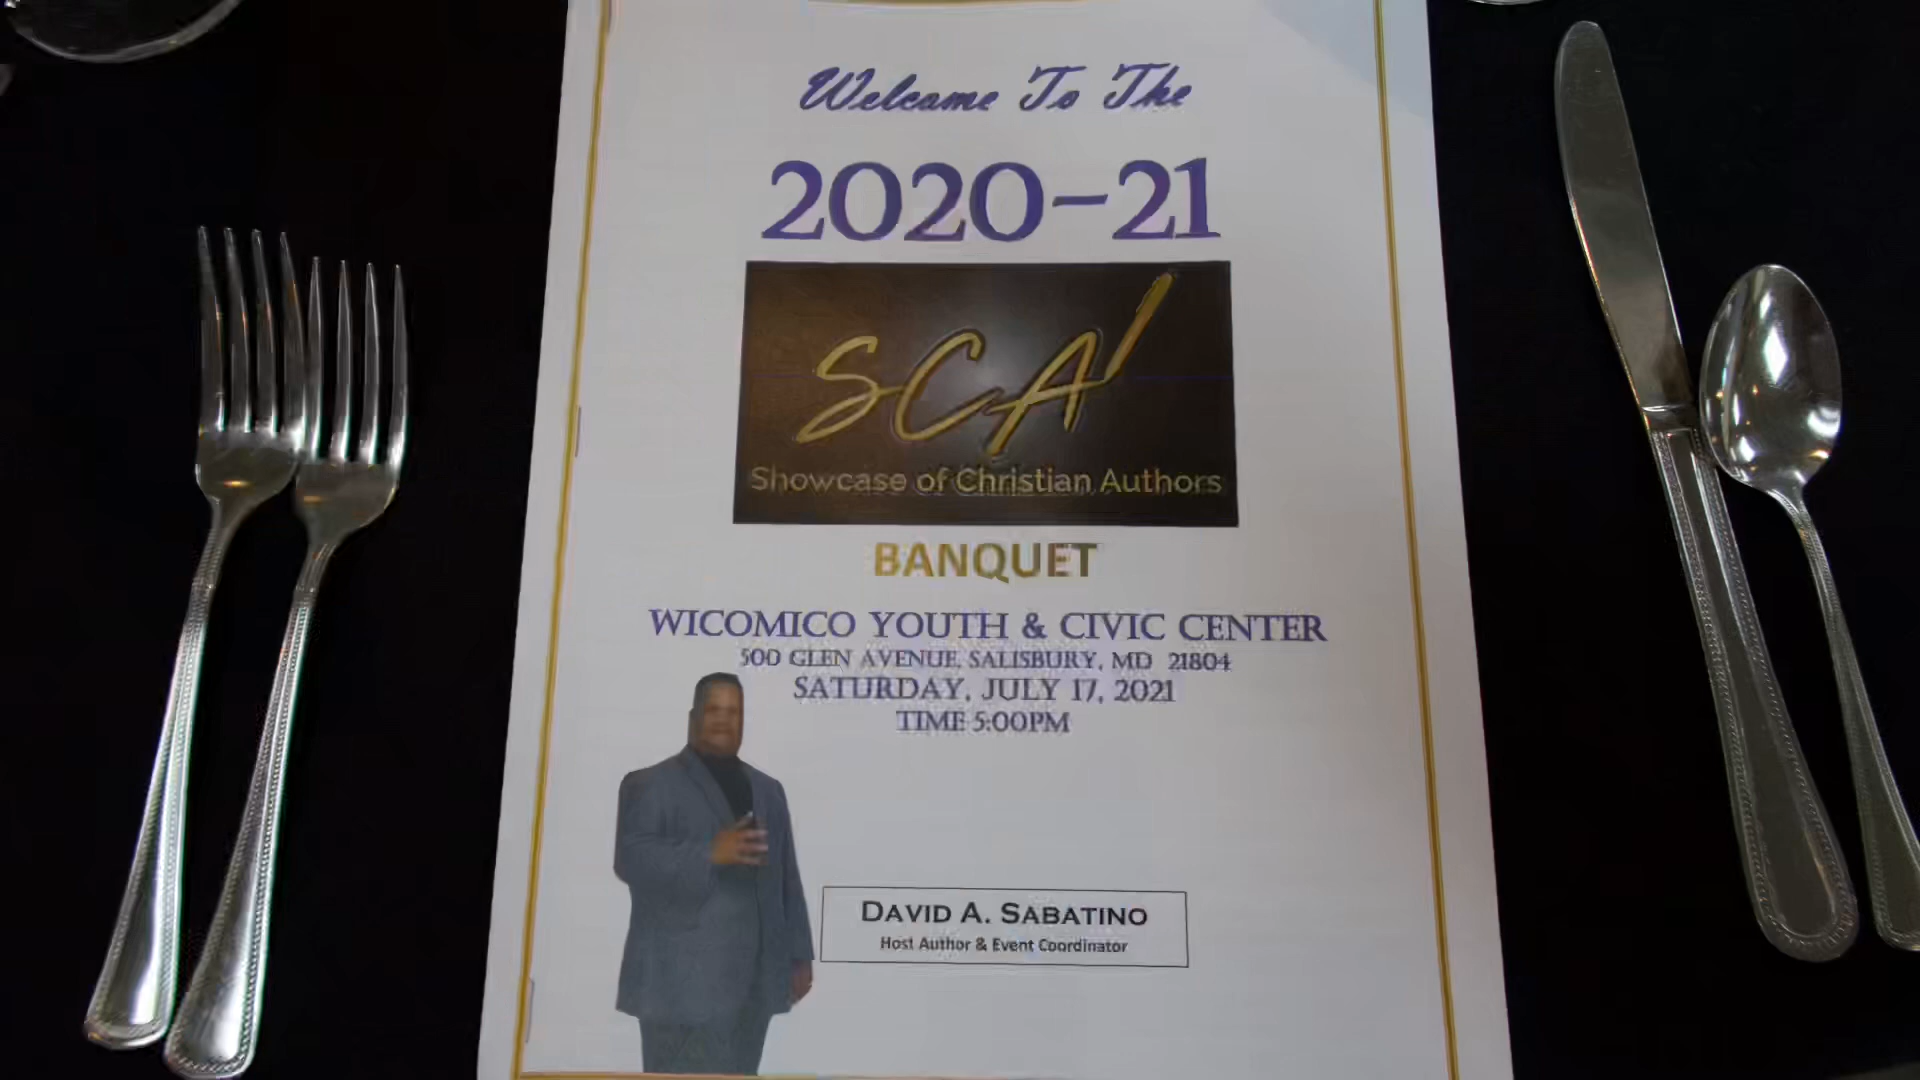 Welcome To The
2020-21
SCA
Showcase of Christian Authors
BANQUET
WICOMICO YOUTH & CIVIC CENTER
500 GLEN AVENUE, SALISBURY, MD 21804
SATURDAY, JULY 17, 2021
TIME 5:00PM
DAVID A. SABATINO
Host Author & Event Coordinator